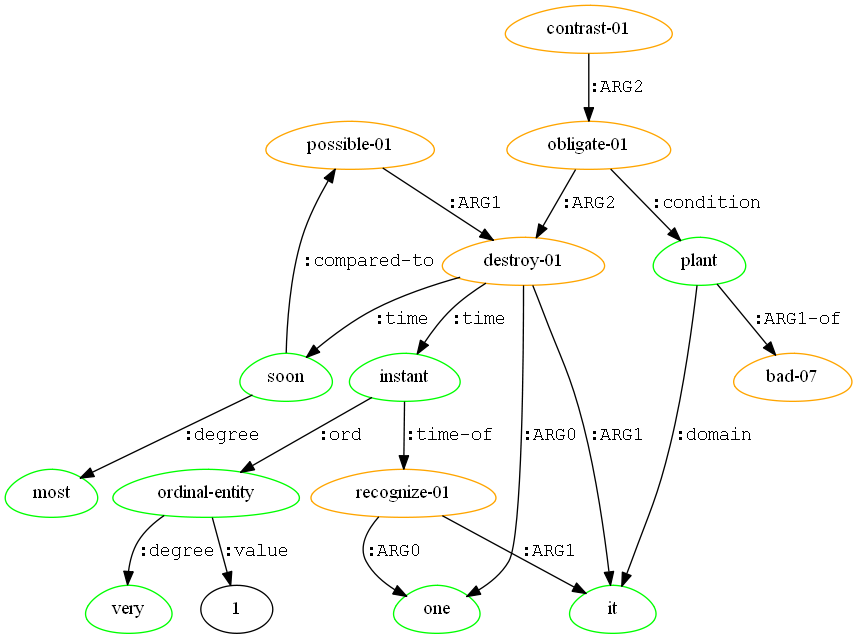 contrast-01
:ARG2
possible-01
obligate-01
:ARG1
:ARG2
:condition
destroy-01
plant
:compared-to
:time
:time
:ARG1-of
soon
instant
bad-07
:degree
:ord
:time-of
:ARG0
:ARG1
:domain
most
ordinal-entity
recognize-01
:degree
:value
:ARG0
:ARG1
very
1
one
it